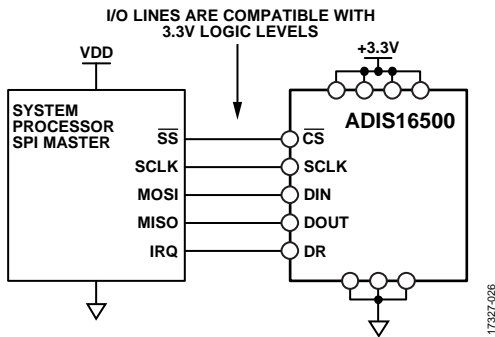 I/O LINES ARE COMPATIBLE WITH
3.3V LOGIC LEVELS
VDD
+3.3V
SYSTEM
PROCESSOR
SPI MASTER
ADIS16500
SS
CS
SCLK
SCLK
MOSI
DIN
MISO
DOUT
IRQ
DR
17327-026